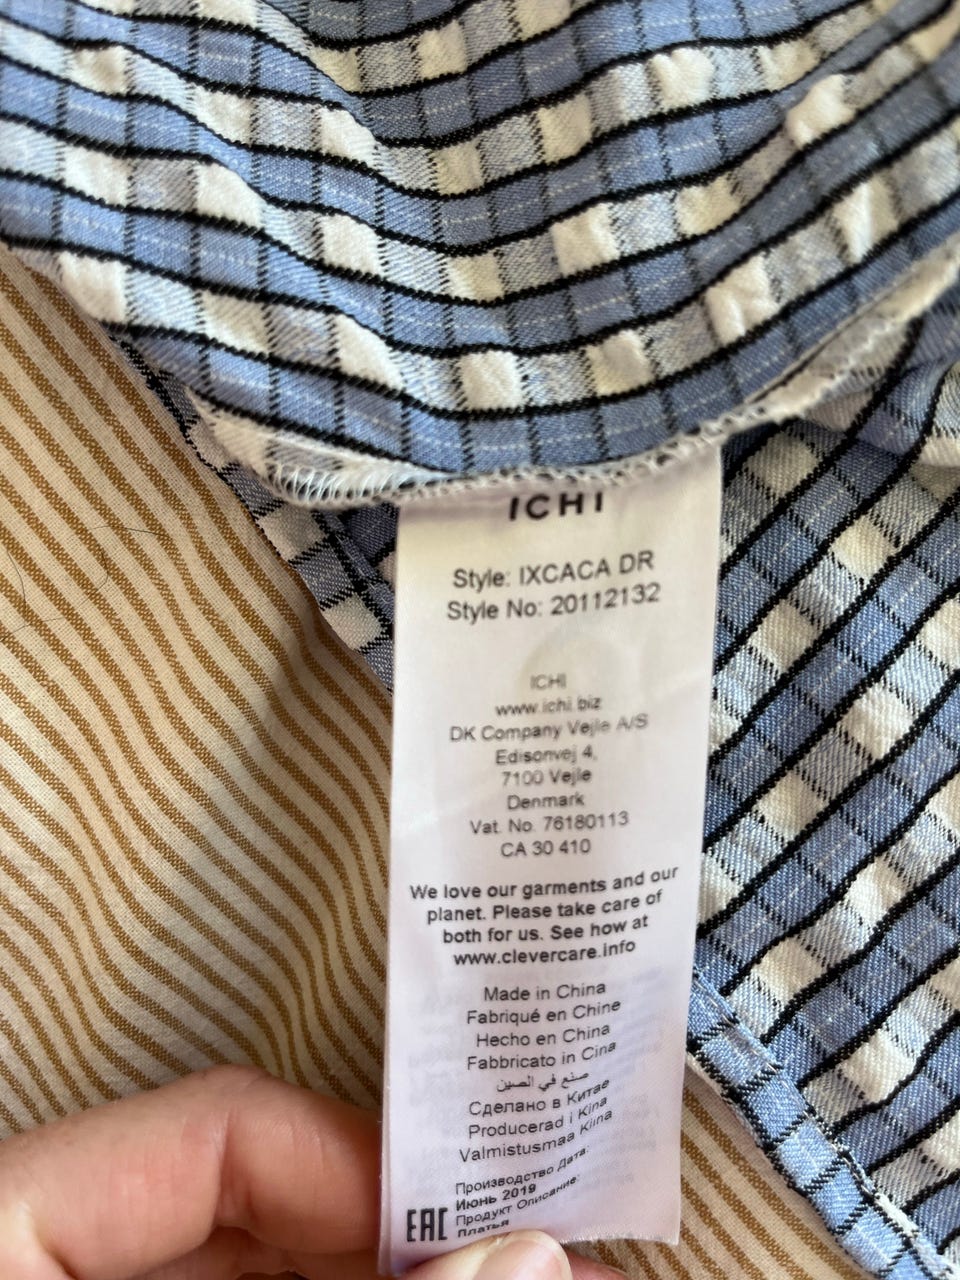 ICHI
Style: IXCACA DR
Style No: 20112132
ICHI
www.ichi.biz
DK Company Vejle A/S
Edisonvej 4,
7100 Vejle
Denmark
Vat. No. 76180113
CA 30 410
We love our garments and our
planet. Please take care of
both for us. See how at
www.clevercare.info
Made in China
Fabriqué en Chine
Hecho en China
Fabbricato in Cina
صنع في الصين
Сделано в Китае
Producerad i Kina
Valmistusmaa Kiina
Производство Дата:
Июнь 2019
Продукт Описание:
Платья
EAC